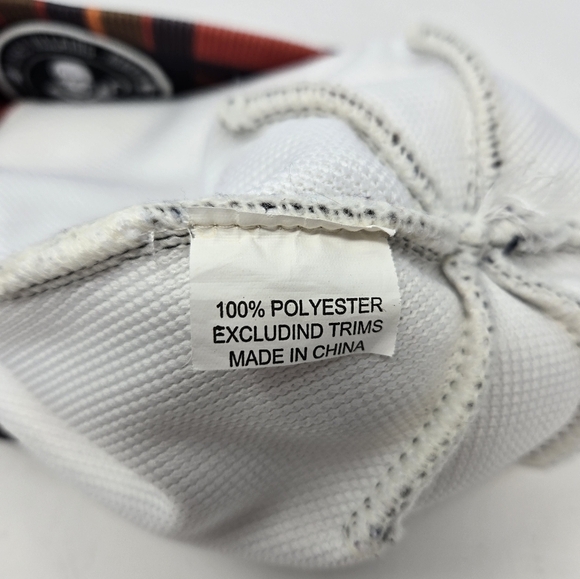 100% POLYESTER
EXCLUDIND TRIMS
MADE IN CHINA